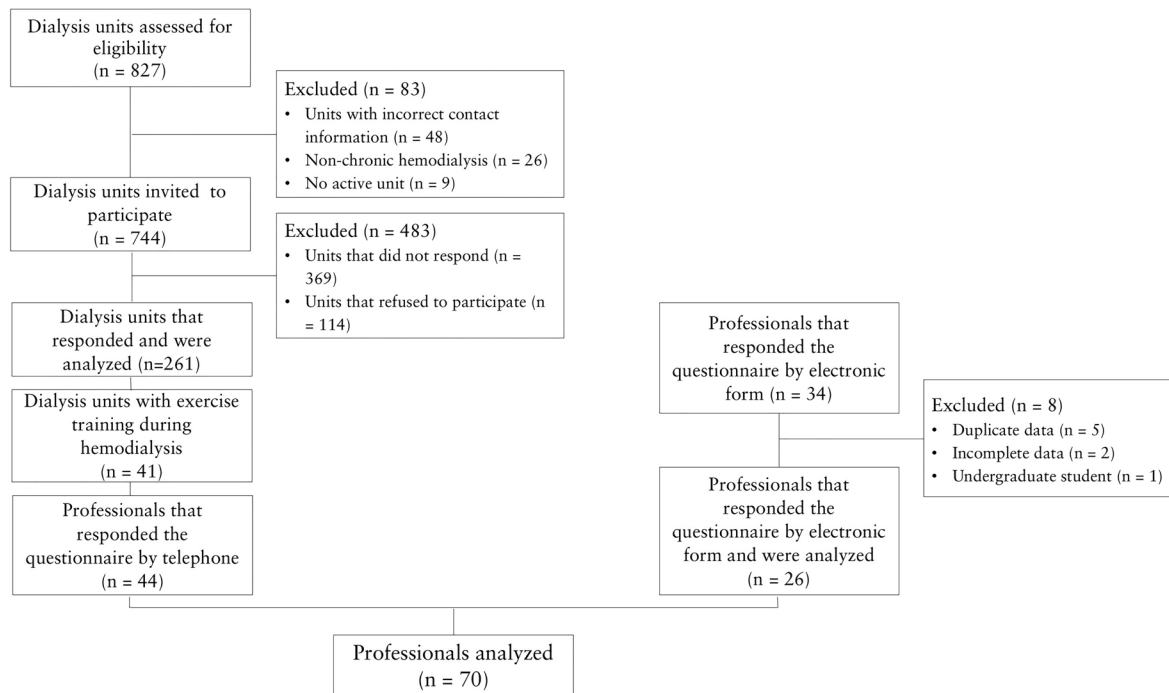 Dialysis units assessed for
eligibility
(n = 827)
Excluded (n = 83)
• Units with incorrect contact
information (n = 48)
• Non-chronic hemodialysis (n = 26)
• No active unit (n = 9)
Dialysis units invited to
participate
(n = 744)
Excluded (n = 483)
• Units that did not respond (n =
369)
• Units that refused to participate (n
= 114)
Dialysis units that
responded and were
analyzed (n=261)
Dialysis units with exercise
training during
hemodialysis
(n = 41)
Professionals that
responded the
questionnaire by telephone
(n = 44)
Professionals that
responded the
questionnaire by electronic
form (n = 34)
Excluded (n = 8)
• Duplicate data (n = 5)
• Incomplete data (n = 2)
• Undergraduate student (n = 1)
Professionals that
responded the
questionnaire by electronic
form and were analyzed
(n = 26)
Professionals analyzed
(n = 70)